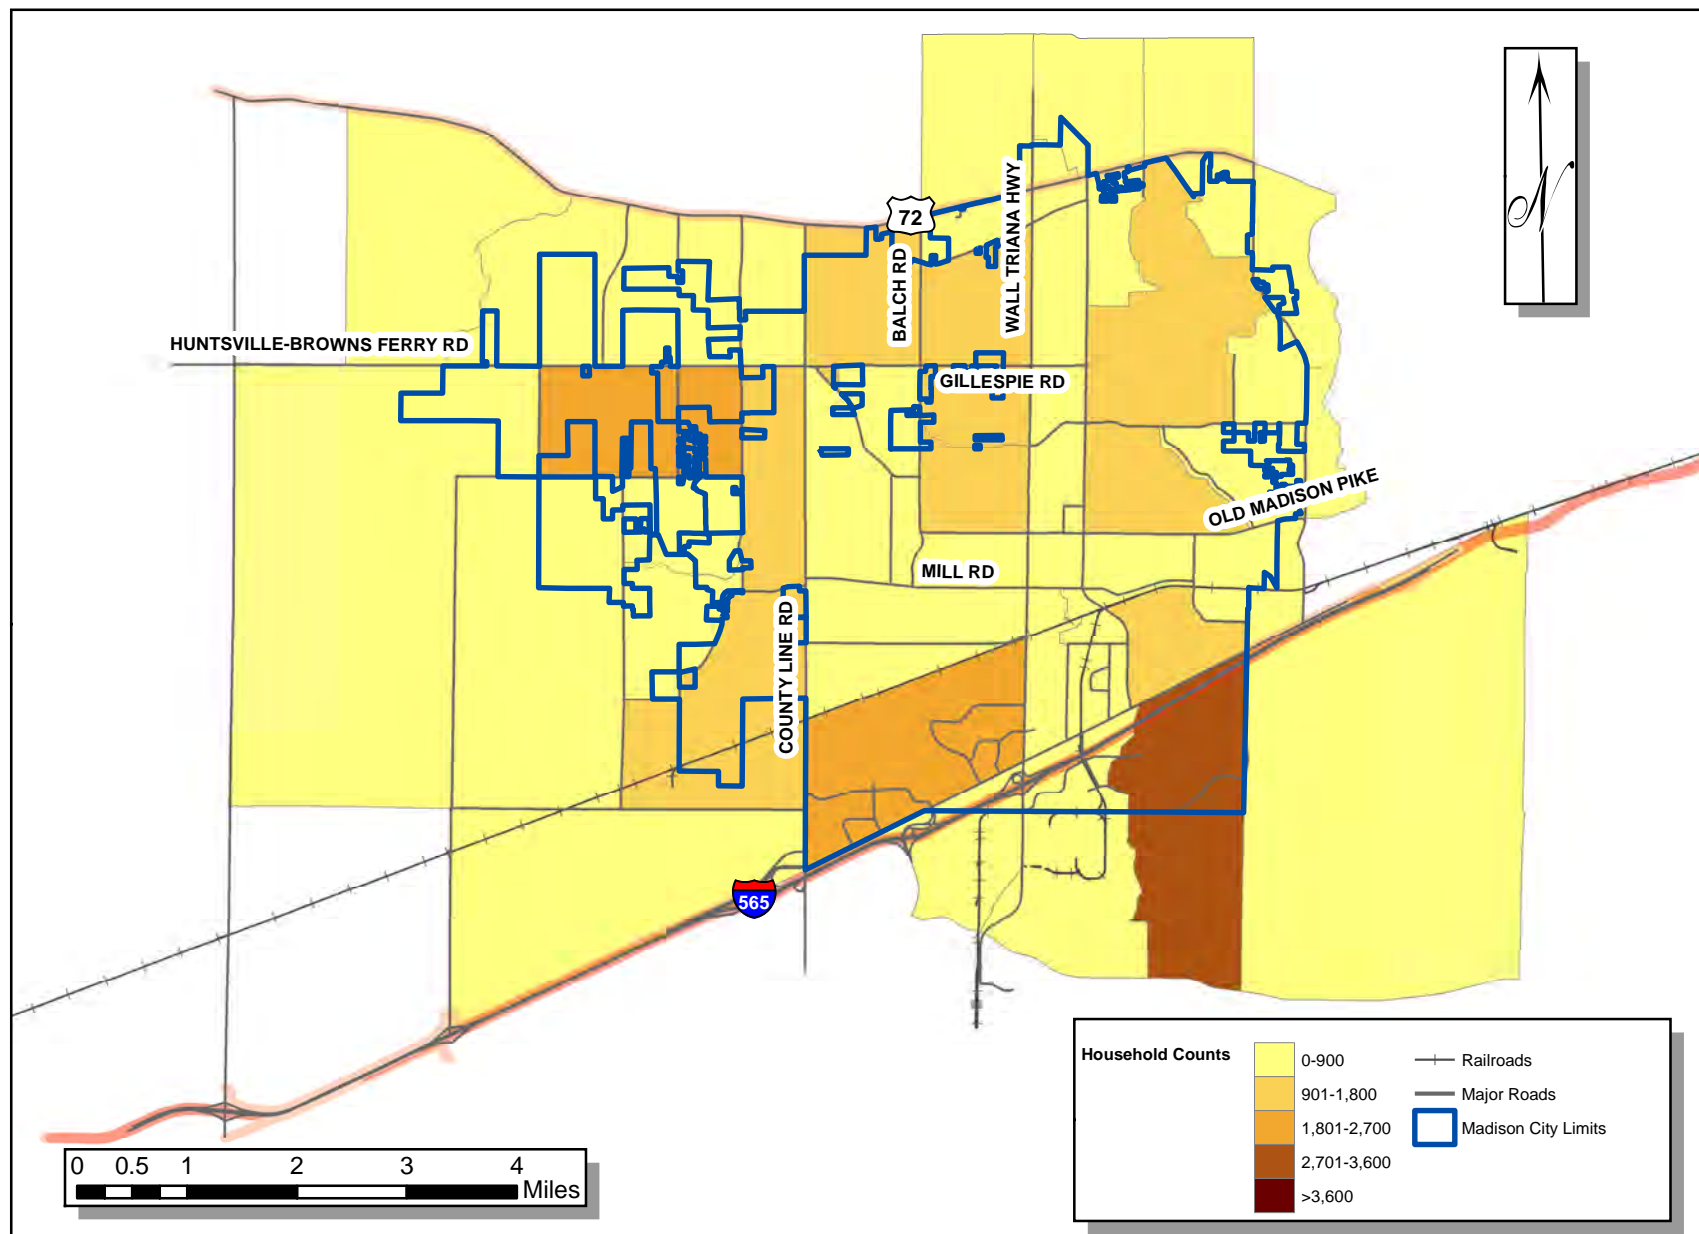 N
72
WALL TRIANA HWY
BALCH RD
HUNTSVILLE-BROWNS FERRY RD
GILLESPIE RD
OLD MADISON PIKE
MILL RD
COUNTY LINE RD
565
Household Counts
0-900
901-1,800
1,801-2,700
2,701-3,600
>3,600
Railroads
Major Roads
Madison City Limits
0 0.5 1 2 3 4
Miles